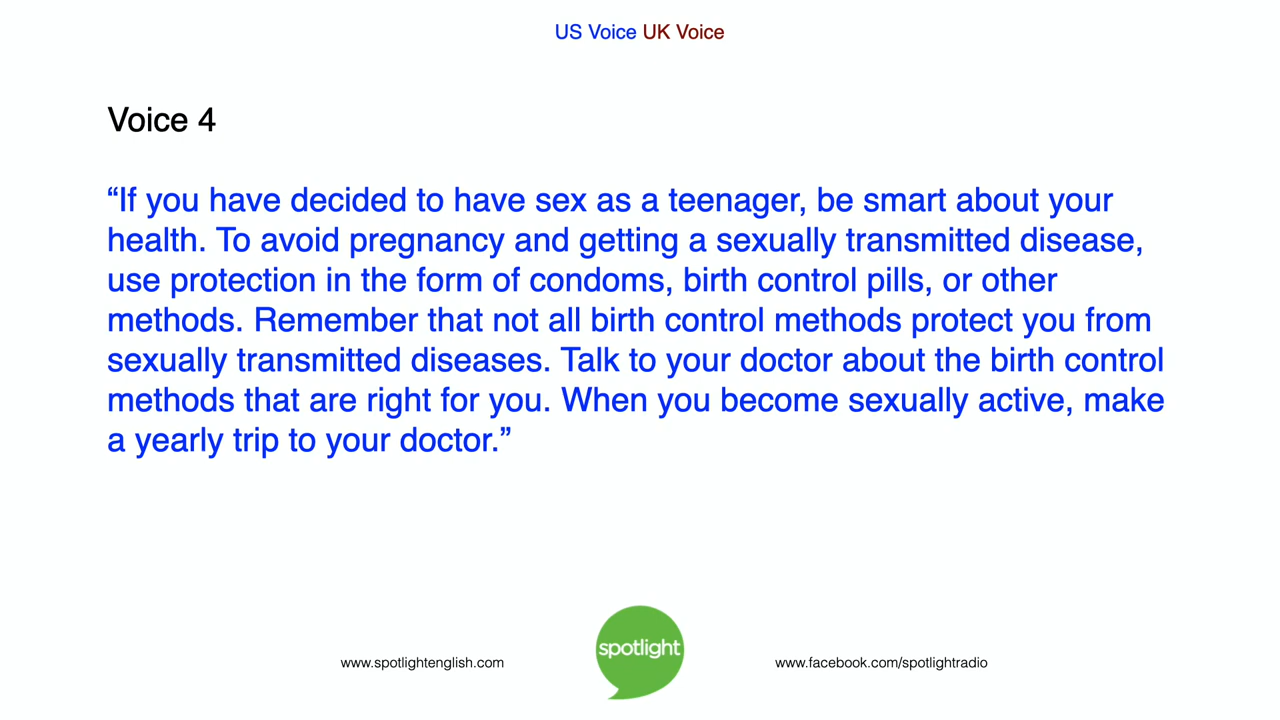 US Voice UK Voice
Voice 4
“If you have decided to have sex as a teenager, be smart about your
health. To avoid pregnancy and getting a sexually transmitted disease,
use protection in the form of condoms, birth control pills, or other
methods. Remember that not all birth control methods protect you from
sexually transmitted diseases. Talk to your doctor about the birth control
methods that are right for you. When you become sexually active, make
a yearly trip to your doctor.”
spotlight
www.spotlightenglish.com
www.facebook.com/spotlightradio